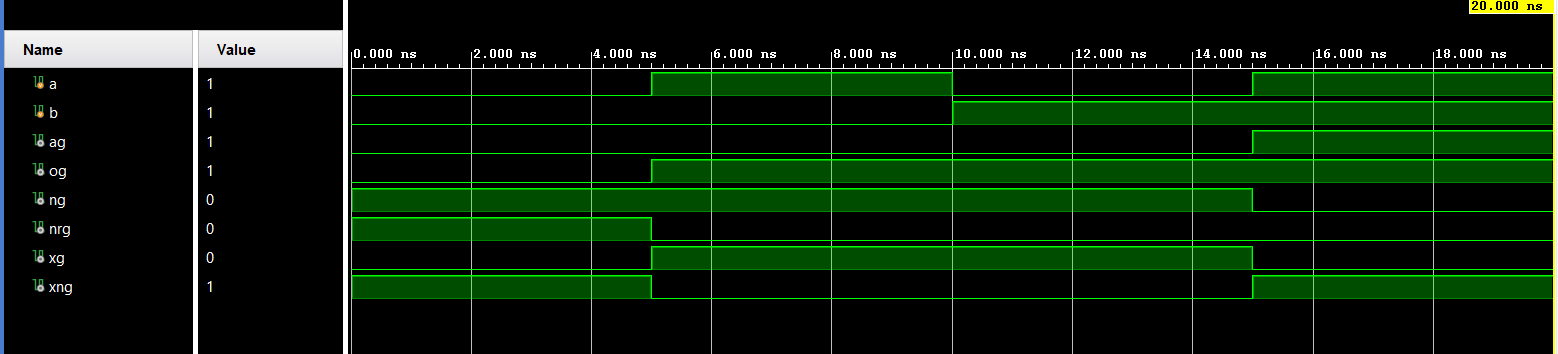 20.000 ns
Name Value
0.000 ns 2.000 ns 4.000 ns 6.000 ns 8.000 ns 10.000 ns 12.000 ns 14.000 ns 16.000 ns 18.000 ns
a 1
b 1
ag 1
og 1
ng 0
nrg 0
xg 0
xng 1